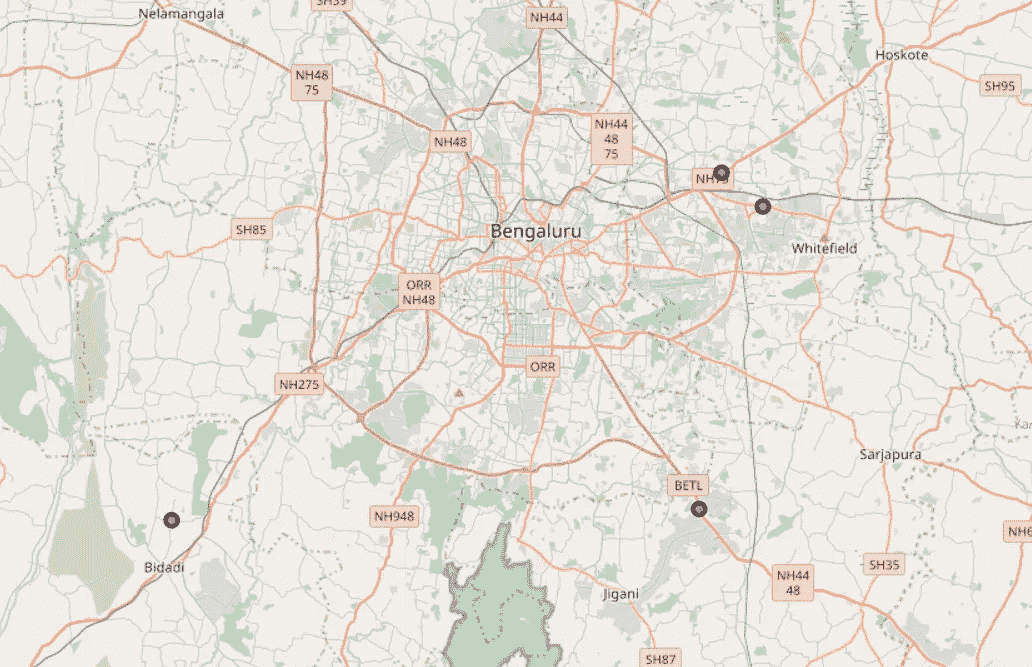 SH39
Nelamangala
NH44
Hoskote
NH48
75
SH95
NH44
48
75
NH48
SH85
Bengaluru
Whitefield
ORR
NH48
ORR
NH275
Sarjapura
BETL
NH948
Bidadi
NH44
48
SH35
Jigani
SH87